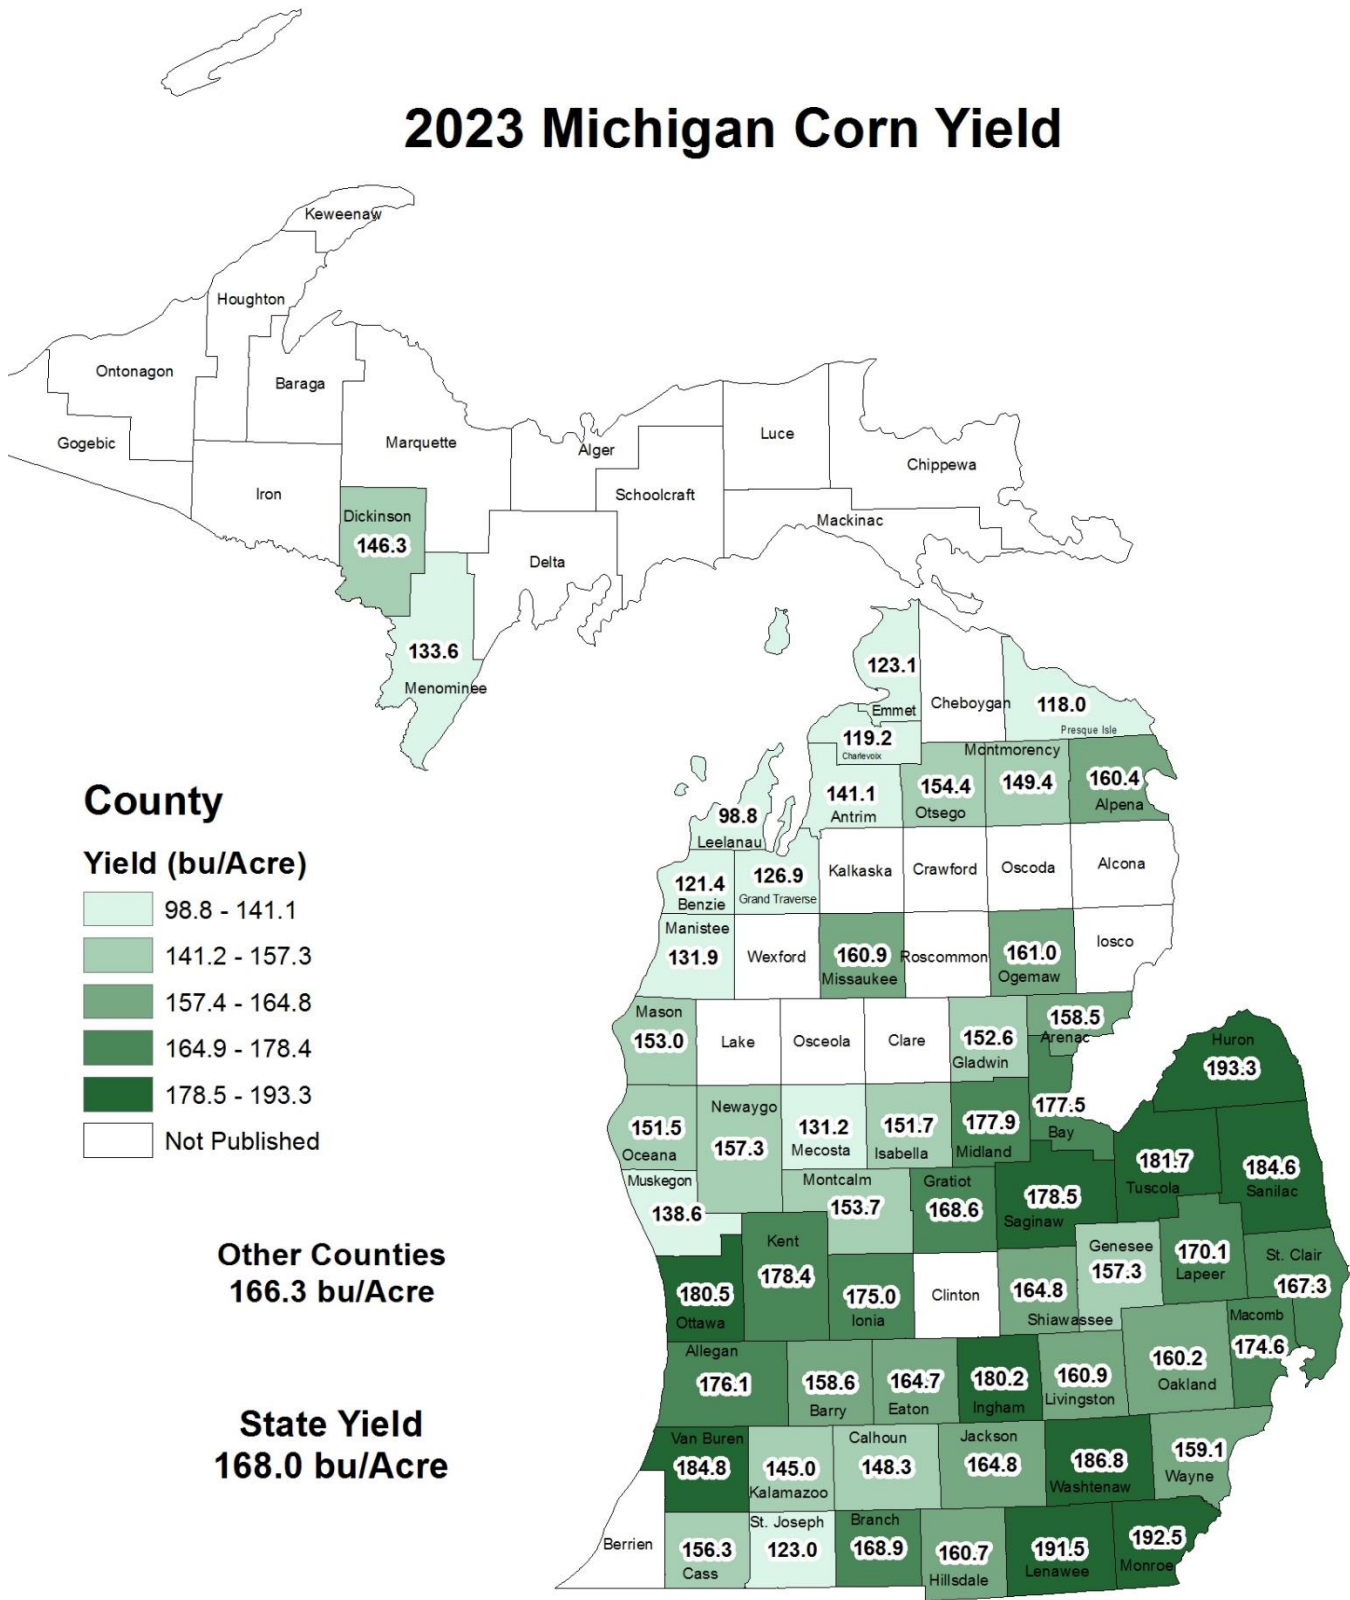 2023 Michigan Corn Yield
Keweenaw
Houghton
Ontonagon
Baraga
Gogebic
Marquette
Alger
Luce
Chippewa
Iron
Schoolcraft
Dickinson
146.3
Mackinac
Delta
133.6
Menominee
123.1
Emmet
Cheboygan
118.0
Presque Isle
119.2
Charlevoix
Montmorency
149.4
154.4
Otsego
160.4
Alpena
141.1
Antrim
98.8
Leelanau
County
Yield (bu/Acre)
98.8 - 141.1
141.2 - 157.3
157.4 - 164.8
164.9 - 178.4
178.5 - 193.3
Not Published
121.4
Benzie
126.9
Grand Traverse
Kalkaska
Crawford
Oscoda
Alcona
Manistee
131.9
Wexford
160.9
Missaukee
Roscommon
161.0
Ogemaw
Iosco
Mason
153.0
Lake
Osceola
Clare
152.6
Gladwin
158.5
Arenac
Huron
193.3
151.5
Oceana
Newaygo
157.3
131.2
Mecosta
151.7
Isabella
177.9
Midland
177.5
Bay
181.7
Tuscola
184.6
Sanilac
Muskegon
138.6
Montcalm
153.7
Gratiot
168.6
178.5
Saginaw
Other Counties
166.3 bu/Acre
Kent
178.4
180.5
Ottawa
175.0
Ionia
Clinton
164.8
Shiawassee
Genesee
157.3
170.1
Lapeer
St. Clair
167.3
Macomb
174.6
Allegan
176.1
158.6
Barry
164.7
Eaton
180.2
Ingham
160.9
Livingston
160.2
Oakland
State Yield
168.0 bu/Acre
Van Buren
184.8
145.0
Kalamazoo
Calhoun
148.3
Jackson
164.8
186.8
Washtenaw
159.1
Wayne
Berrien
156.3
Cass
St. Joseph
123.0
Branch
168.9
160.7
Hillsdale
191.5
Lenawee
192.5
Monroe